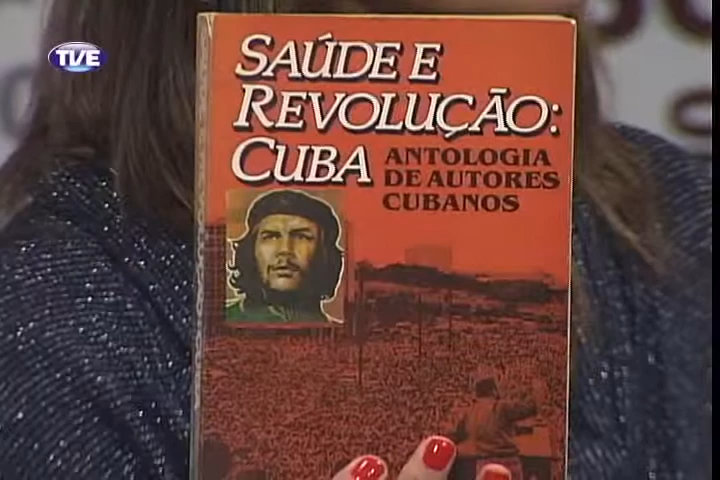 TVE
SAÚDE E
REVOLUÇÃO:
CUBA
ANTOLOGIA
DE AUTORES
CUBANOS